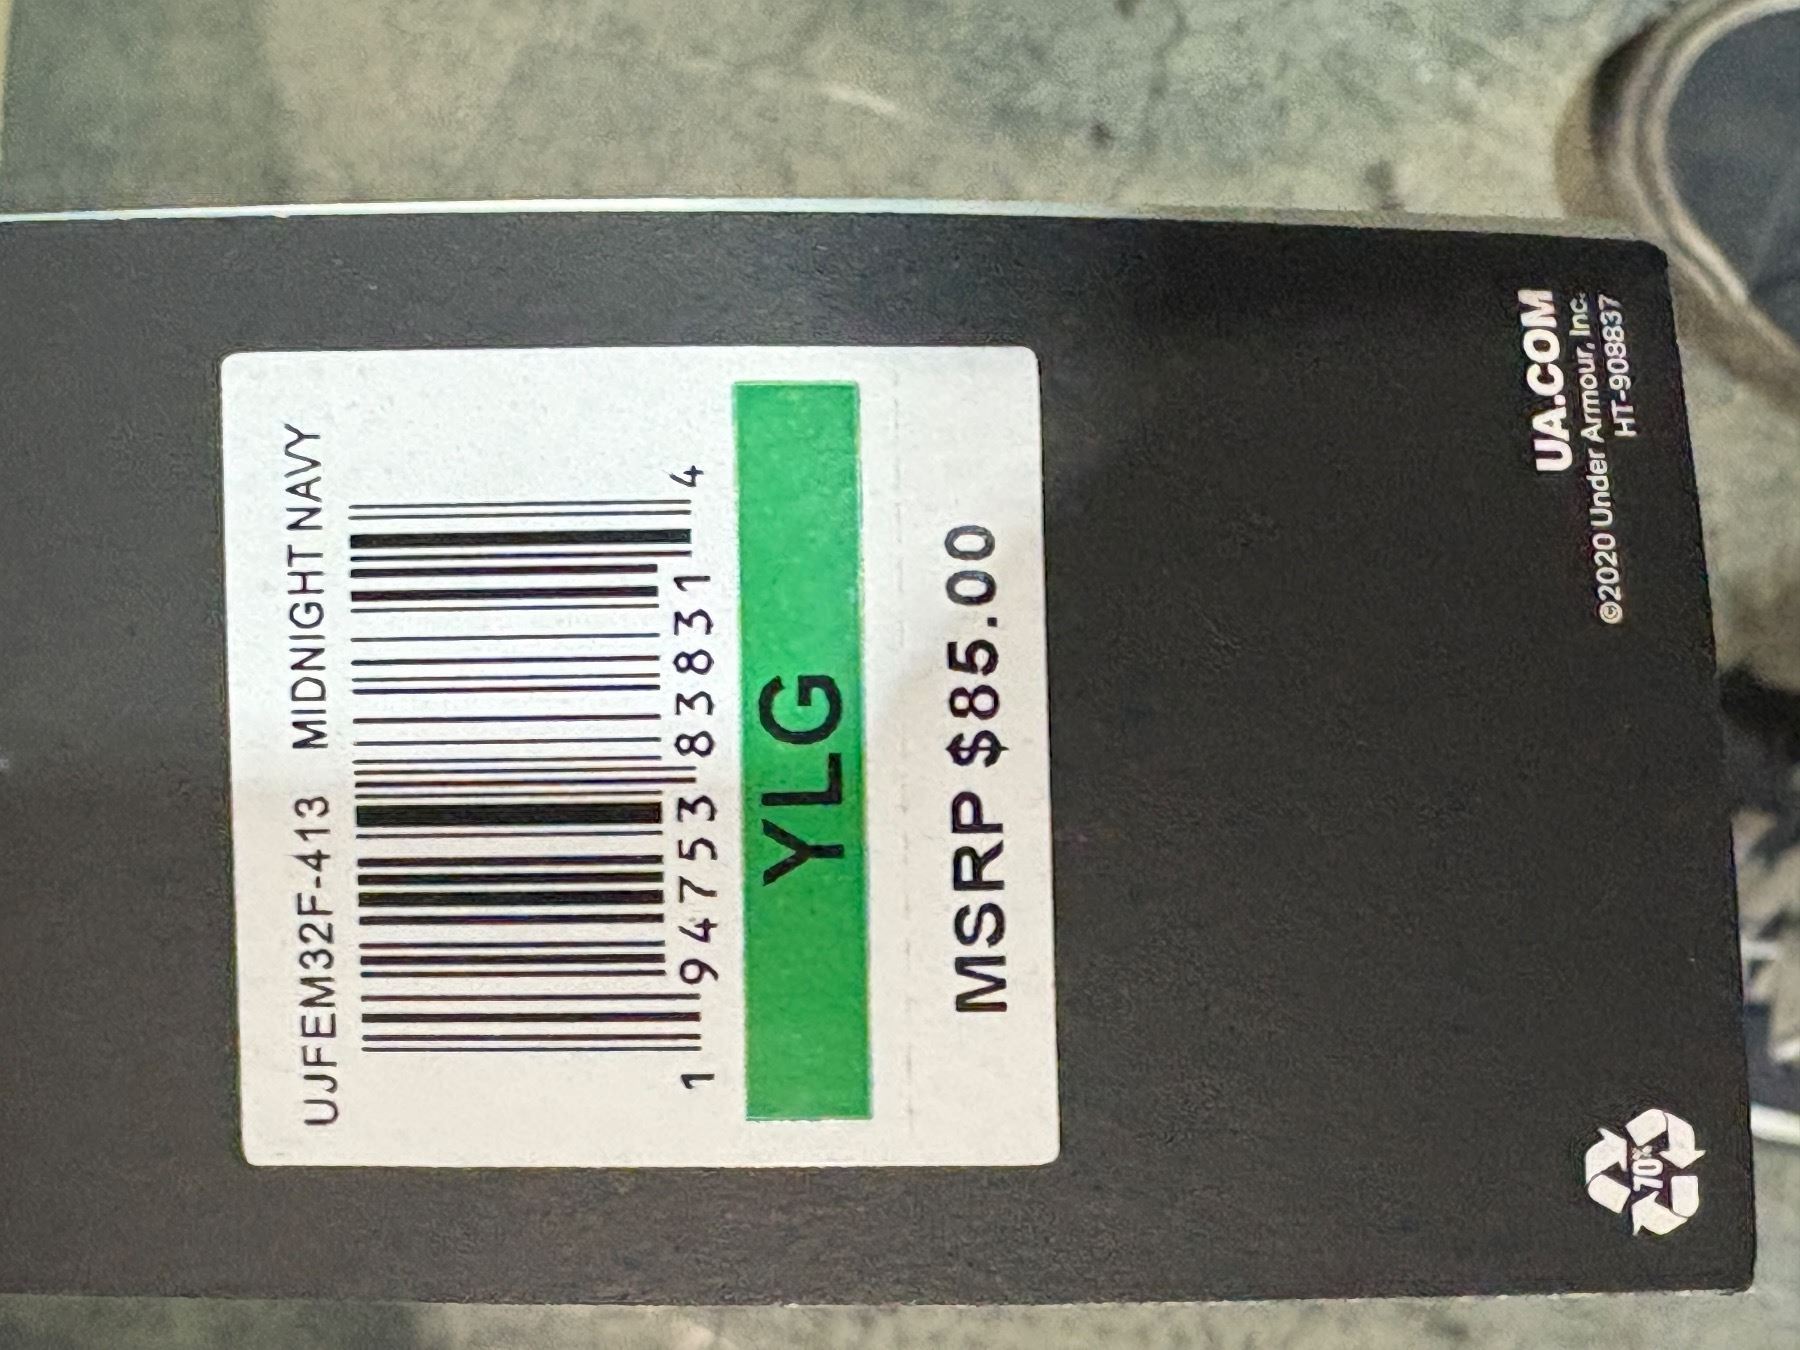 UJFEM32F-413 MIDNIGHT NAVY
1 94753 83831 4
YLG
MSRP $85.00
UA.COM
©2020 Under Armour, Inc.
HT-908837
70%